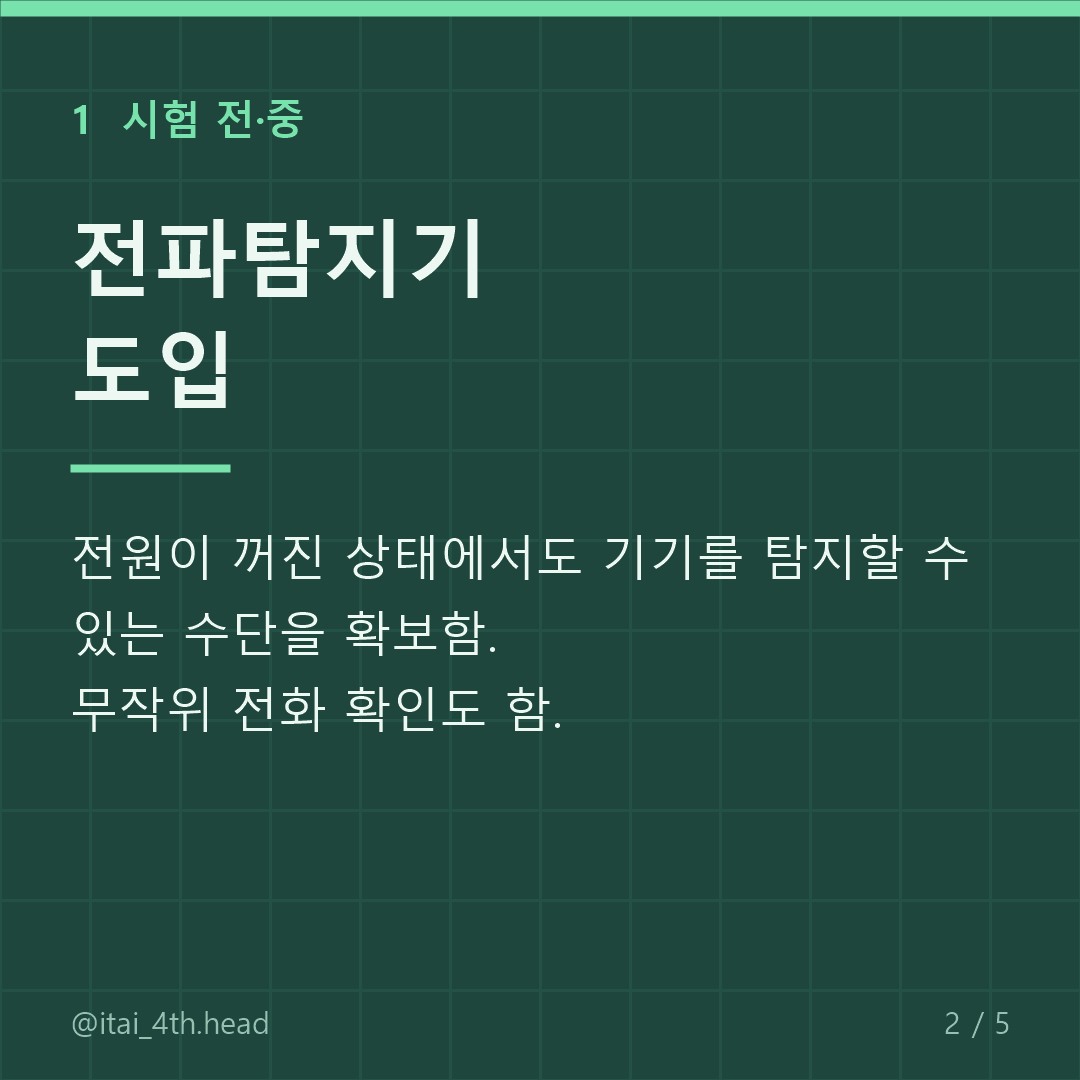 1 시험 전·중
전파탐지기
도입
전원이 꺼진 상태에서도 기기를 탐지할 수
있는 수단을 확보함.
무작위 전화 확인도 함.
@itai_4th.head
2 / 5